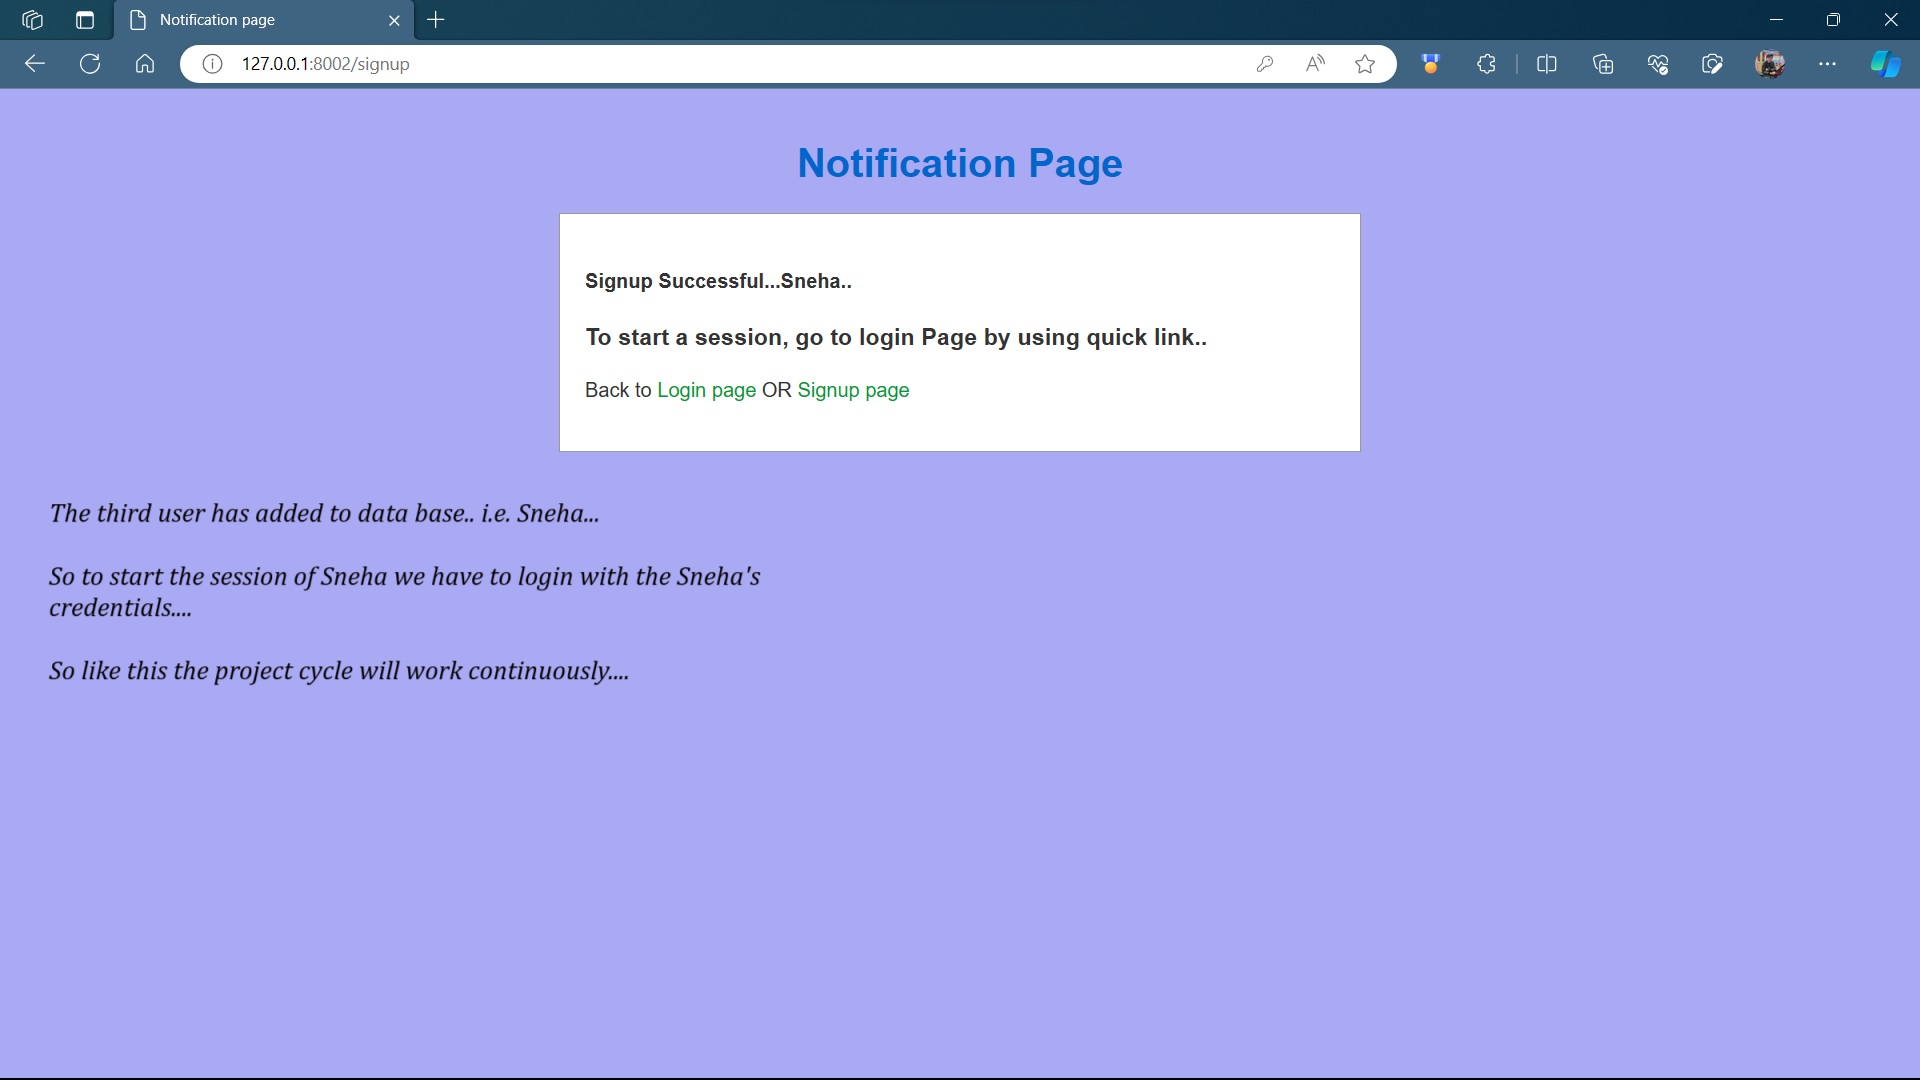 Notification page
127.0.0.1:8002/signup
Notification Page
Signup Successful...Sneha..
To start a session, go to login Page by using quick link..
Back to Login page OR Signup page
The third user has added to data base.. i.e. Sneha...
So to start the session of Sneha we have to login with the Sneha's
credentials....
So like this the project cycle will work continuously....